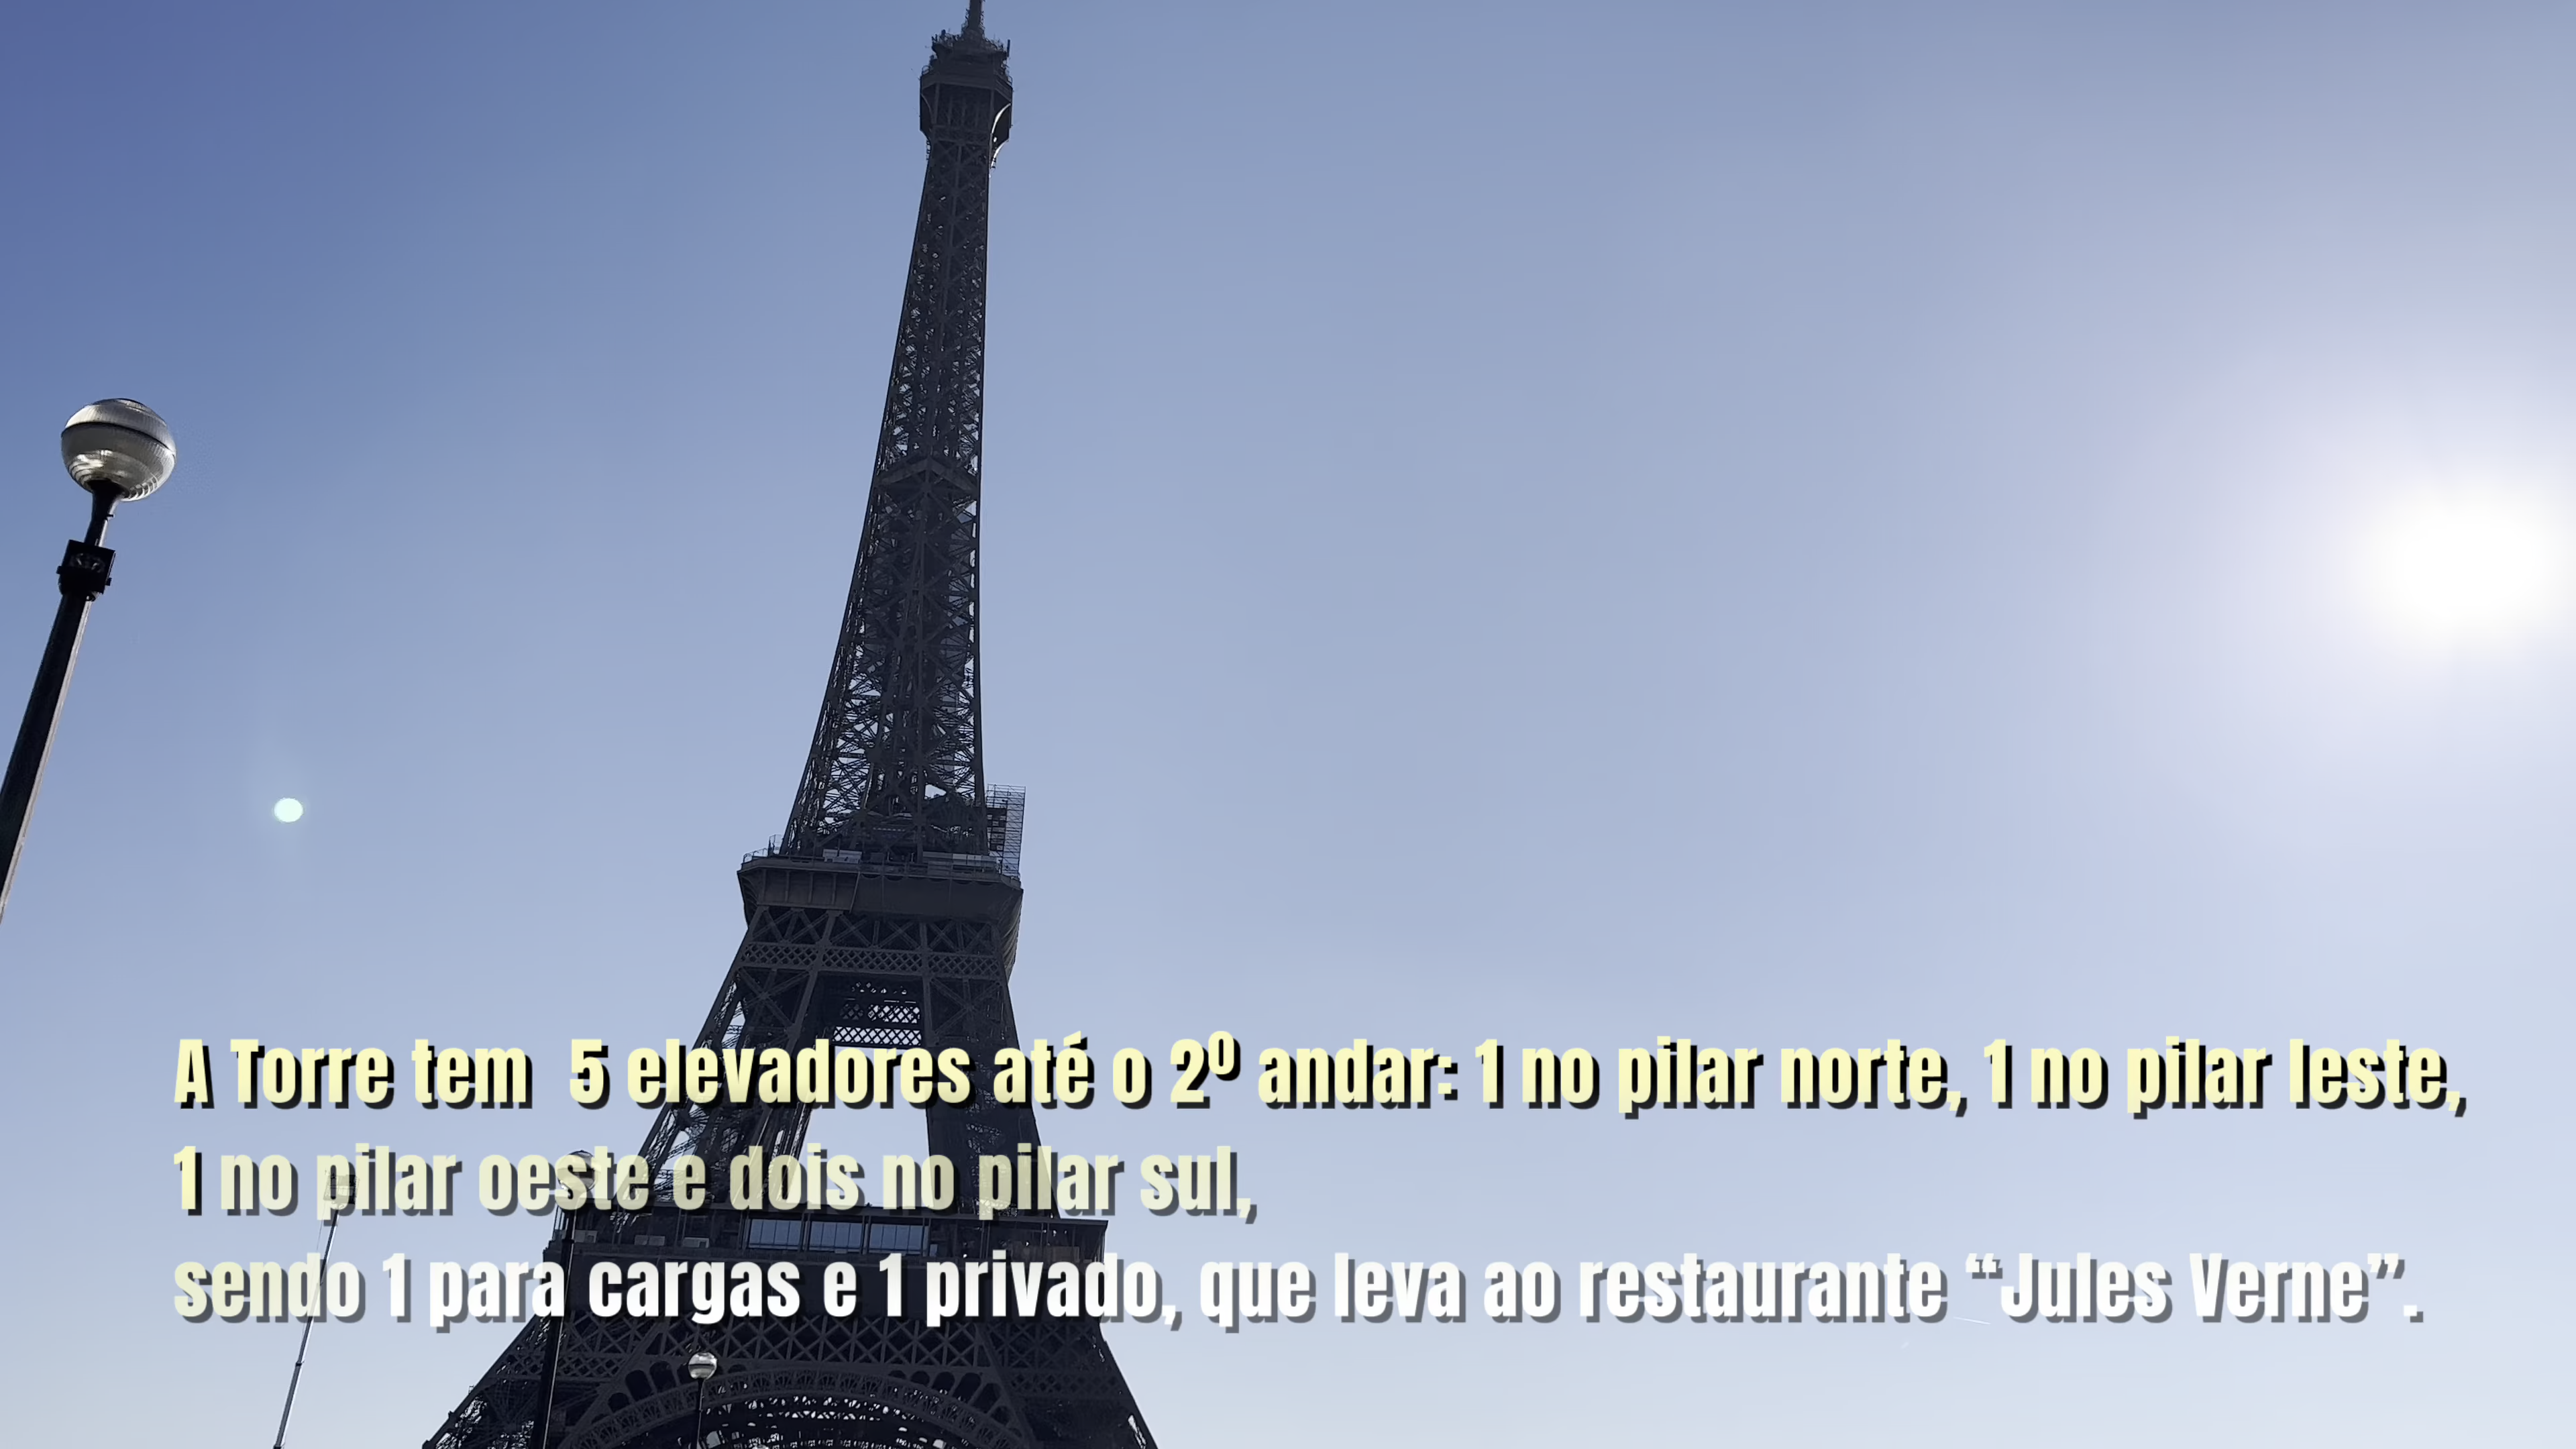 A Torre tem  5 elevadores até o 2º andar: 1 no pilar norte, 1 no pilar leste,
1 no pilar oeste e dois no pilar sul,
sendo 1 para cargas e 1 privado, que leva ao restaurante “Jules Verne”.